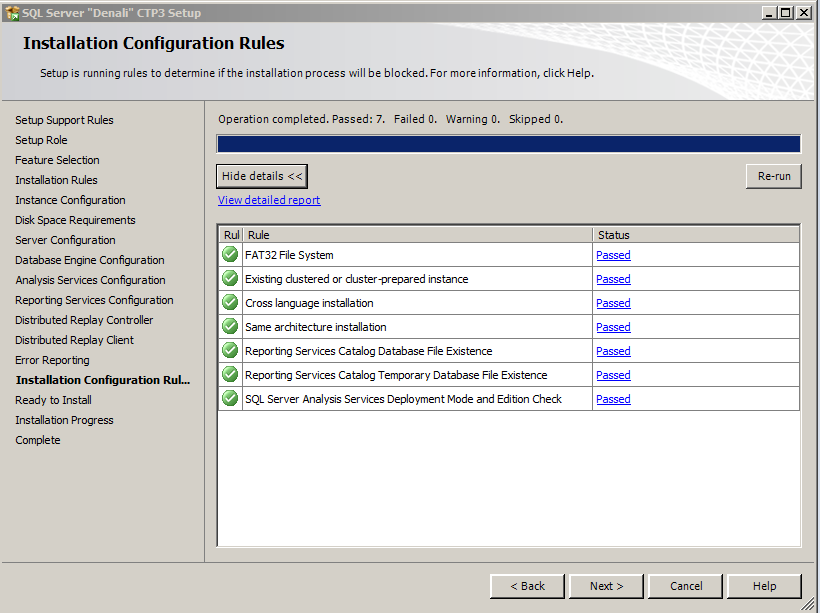 SQL Server "Denali" CTP3 Setup
Installation Configuration Rules
Setup is running rules to determine if the installation process will be blocked. For more information, click Help.
Setup Support Rules
Setup Role
Feature Selection
Installation Rules
Instance Configuration
Disk Space Requirements
Server Configuration
Database Engine Configuration
Analysis Services Configuration
Reporting Services Configuration
Distributed Replay Controller
Distributed Replay Client
Error Reporting
Installation Configuration Rul...
Ready to Install
Installation Progress
Complete
Operation completed. Passed: 7. Failed 0. Warning 0. Skipped 0.
Hide details << Re-run
View detailed report
Rul Rule Status
FAT32 File System Passed
Existing clustered or cluster-prepared instance Passed
Cross language installation Passed
Same architecture installation Passed
Reporting Services Catalog Database File Existence Passed
Reporting Services Catalog Temporary Database File Existence Passed
SQL Server Analysis Services Deployment Mode and Edition Check Passed
< Back Next > Cancel Help